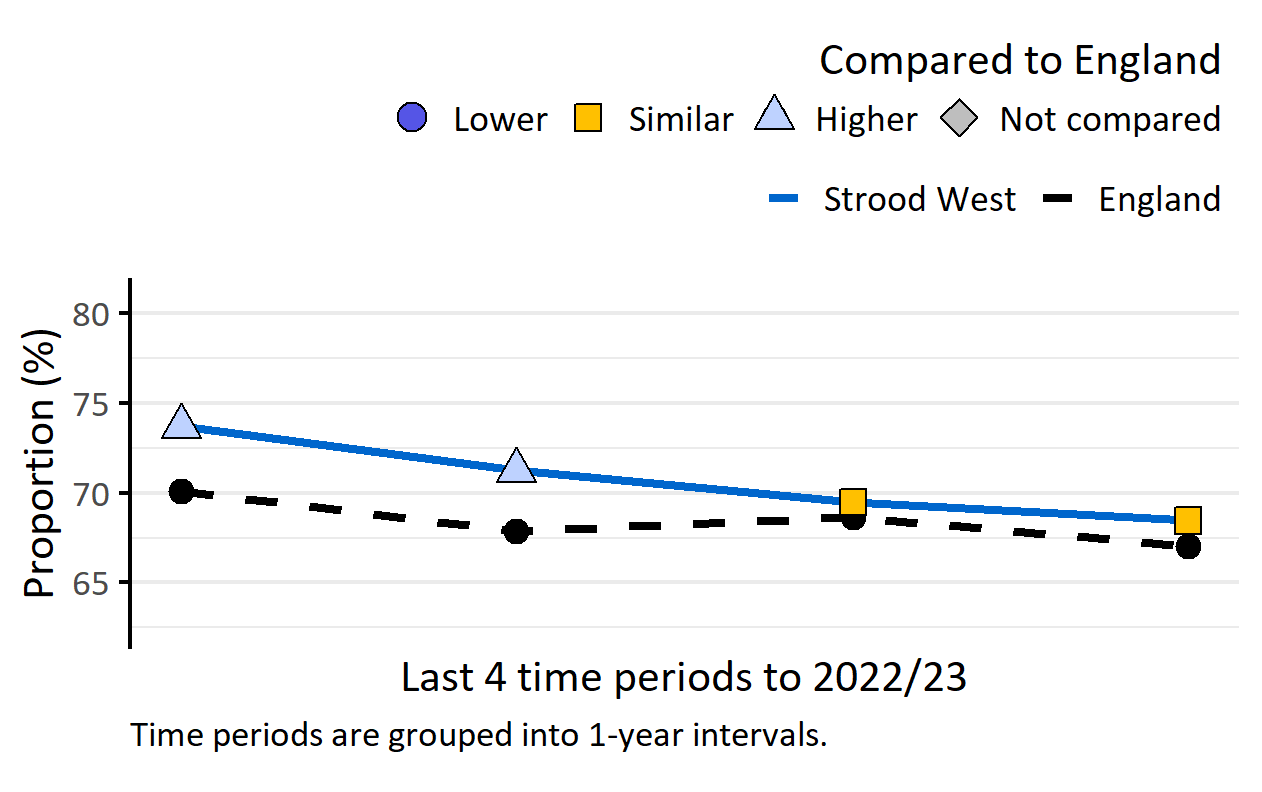 Compared to England
Lower Similar Higher Not compared
Strood West England
Proportion (%)
80
75
70
65
Last 4 time periods to 2022/23
Time periods are grouped into 1-year intervals.